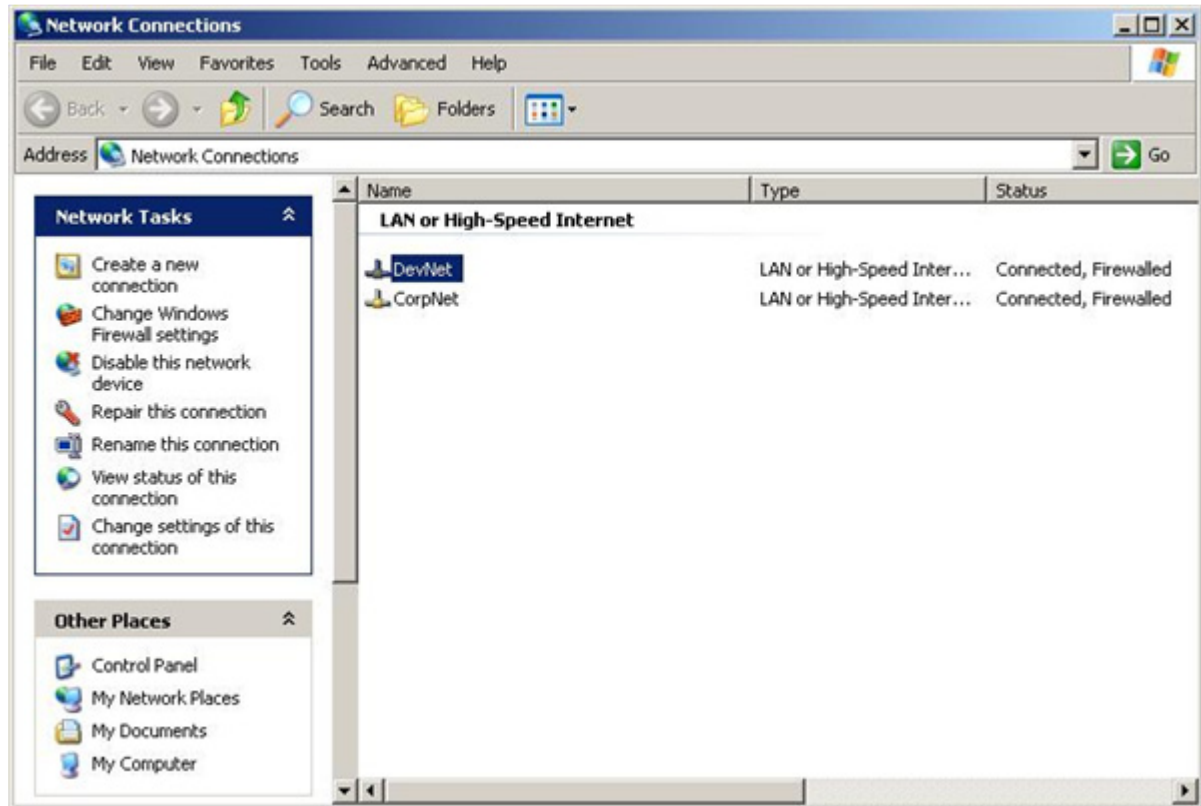 Network Connections
File Edit View Favorites Tools Advanced Help
Back Search Folders
Address Network Connections Go
Network Tasks
Create a new
connection
Change Windows
Firewall settings
Disable this network
device
Repair this connection
Rename this connection
View status of this
connection
Change settings of this
connection
Other Places
Control Panel
My Network Places
My Documents
My Computer
Name Type Status
LAN or High-Speed Internet
DevNet LAN or High-Speed Inter... Connected, Firewalled
CorpNet LAN or High-Speed Inter... Connected, Firewalled